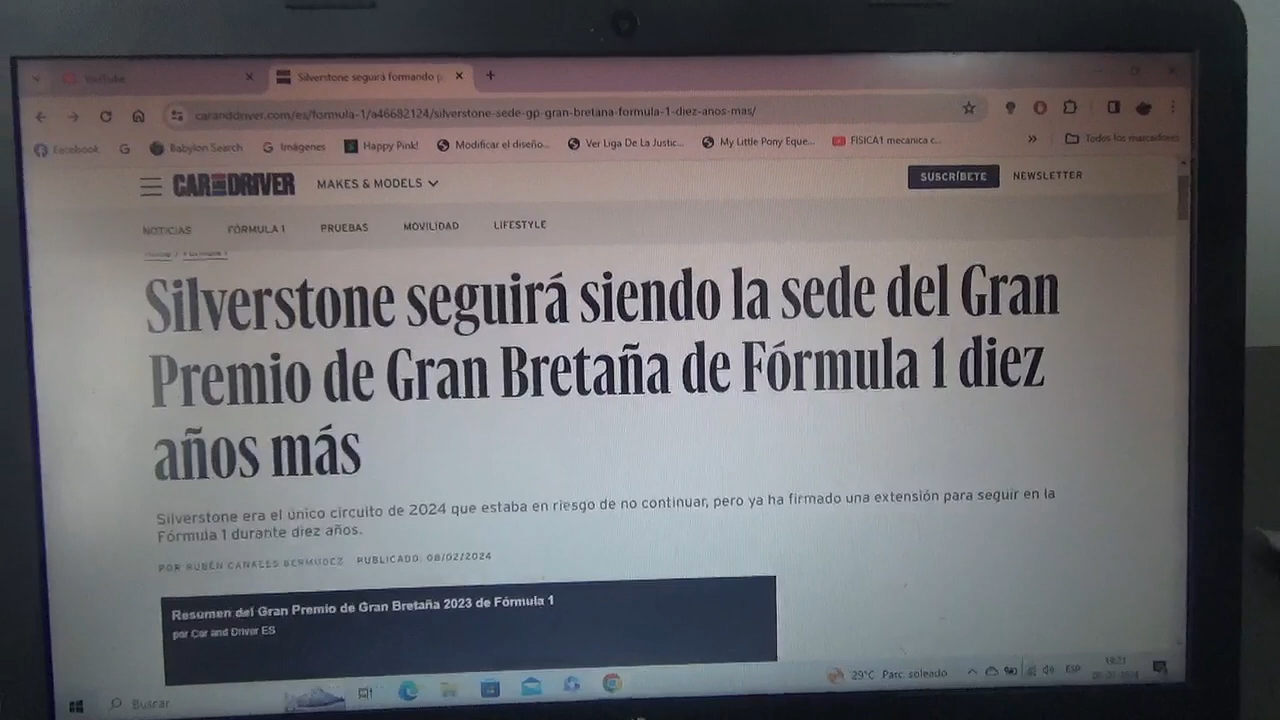 YouTube
Silverstone seguirá formando p
caranddriver.com/es/formula-1/a46682124/silverstone-sede-gp-gran-bretana-formula-1-diez-anos-mas/
Facebook G Babylon Search G Imágenes Happy Pink! Modificar el diseño... Ver Liga De La Justic... My Little Pony Eque... FISICA1 mecanica c... » Todos los marcadores
CAR AND DRIVER MAKES & MODELS SUSCRÍBETE NEWSLETTER
NOTICIAS FÓRMULA 1 PRUEBAS MOVILIDAD LIFESTYLE
Silverstone seguirá siendo la sede del Gran
Premio de Gran Bretaña de Fórmula 1 diez
años más
Silverstone era el único circuito de 2024 que estaba en riesgo de no continuar, pero ya ha firmado una extensión para seguir en la
Fórmula 1 durante diez años.
POR RUBÉN CANALES BERMÚDEZ PUBLICADO: 08/02/2024
Resumen del Gran Premio de Gran Bretaña 2023 de Fórmula 1
por Car and Driver ES
Buscar 29°C Parc. soleado ESP